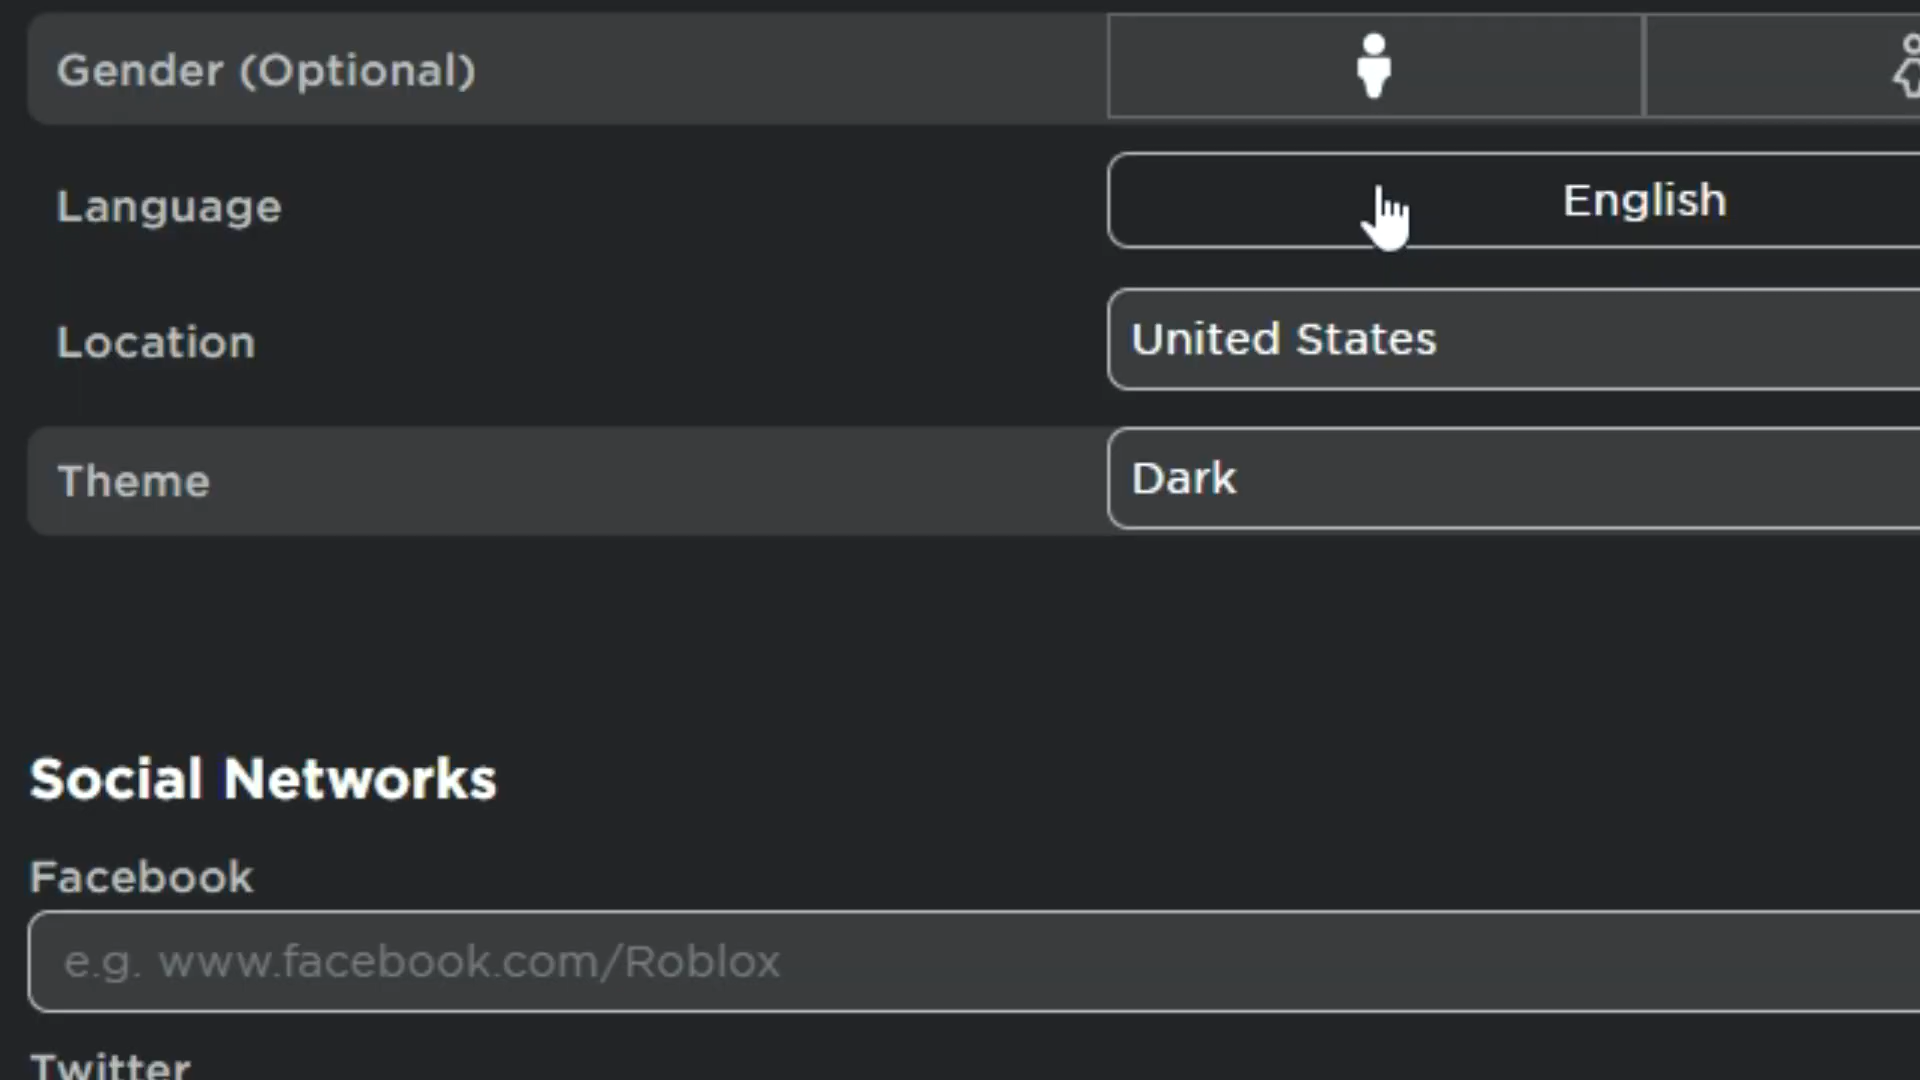 Gender (Optional)
Language
English
Location
United States
Theme
Dark
Social Networks
Facebook
e.g. www.facebook.com/Roblox
Twitter